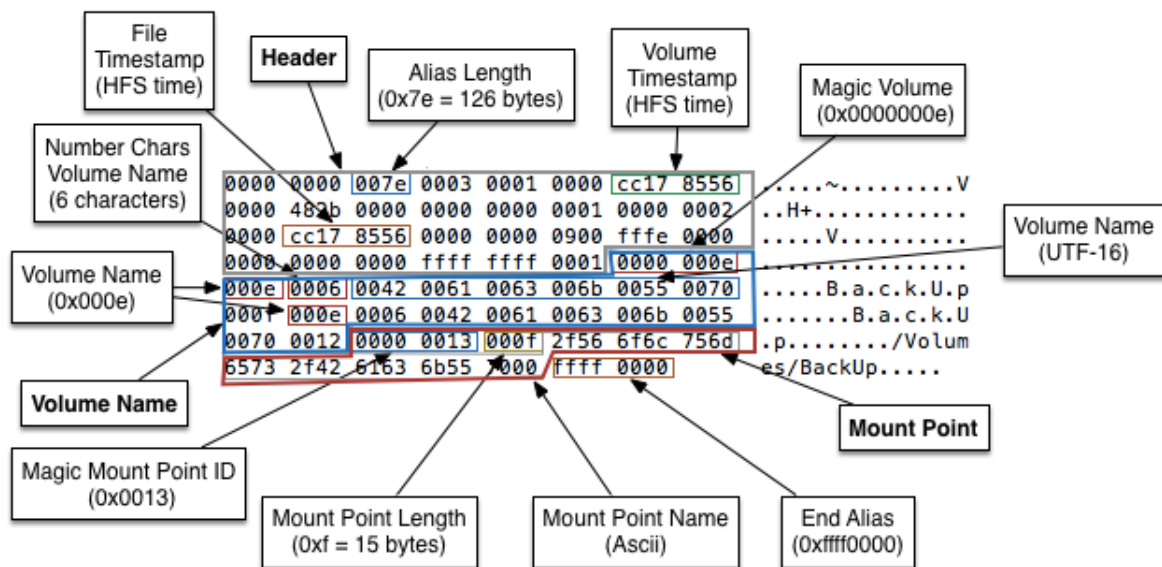 File
Timestamp
(HFS time)
Header
Alias Length
(0x7e = 126 bytes)
Volume
Timestamp
(HFS time)
Magic Volume
(0x0000000e)
Number Chars
Volume Name
(6 characters)
0000 0000 007e 0003 0001 0000 cc17 8556 .....~.........V
0000 482b 0000 0000 0000 0001 0000 0002 ..H+............
0000 cc17 8556 0000 0000 0900 fffe 0000 .....V..........
0000 0000 0000 ffff ffff 0001 0000 000e ................
000e 0006 0042 0061 0063 006b 0055 0070 .....B.a.c.k.U.p
000f 000e 0006 0042 0061 0063 006b 0055 .......B.a.c.k.U
0070 0012 0000 0013 000f 2f56 6f6c 756d .p......../Volum
6573 2f42 6163 6b55 ffff 0000 es/BackUp.....
Volume Name
(UTF-16)
Volume Name
(0x000e)
Volume Name
Mount Point
Magic Mount Point ID
(0x0013)
Mount Point Length
(0xf = 15 bytes)
Mount Point Name
(Ascii)
End Alias
(0xffff0000)